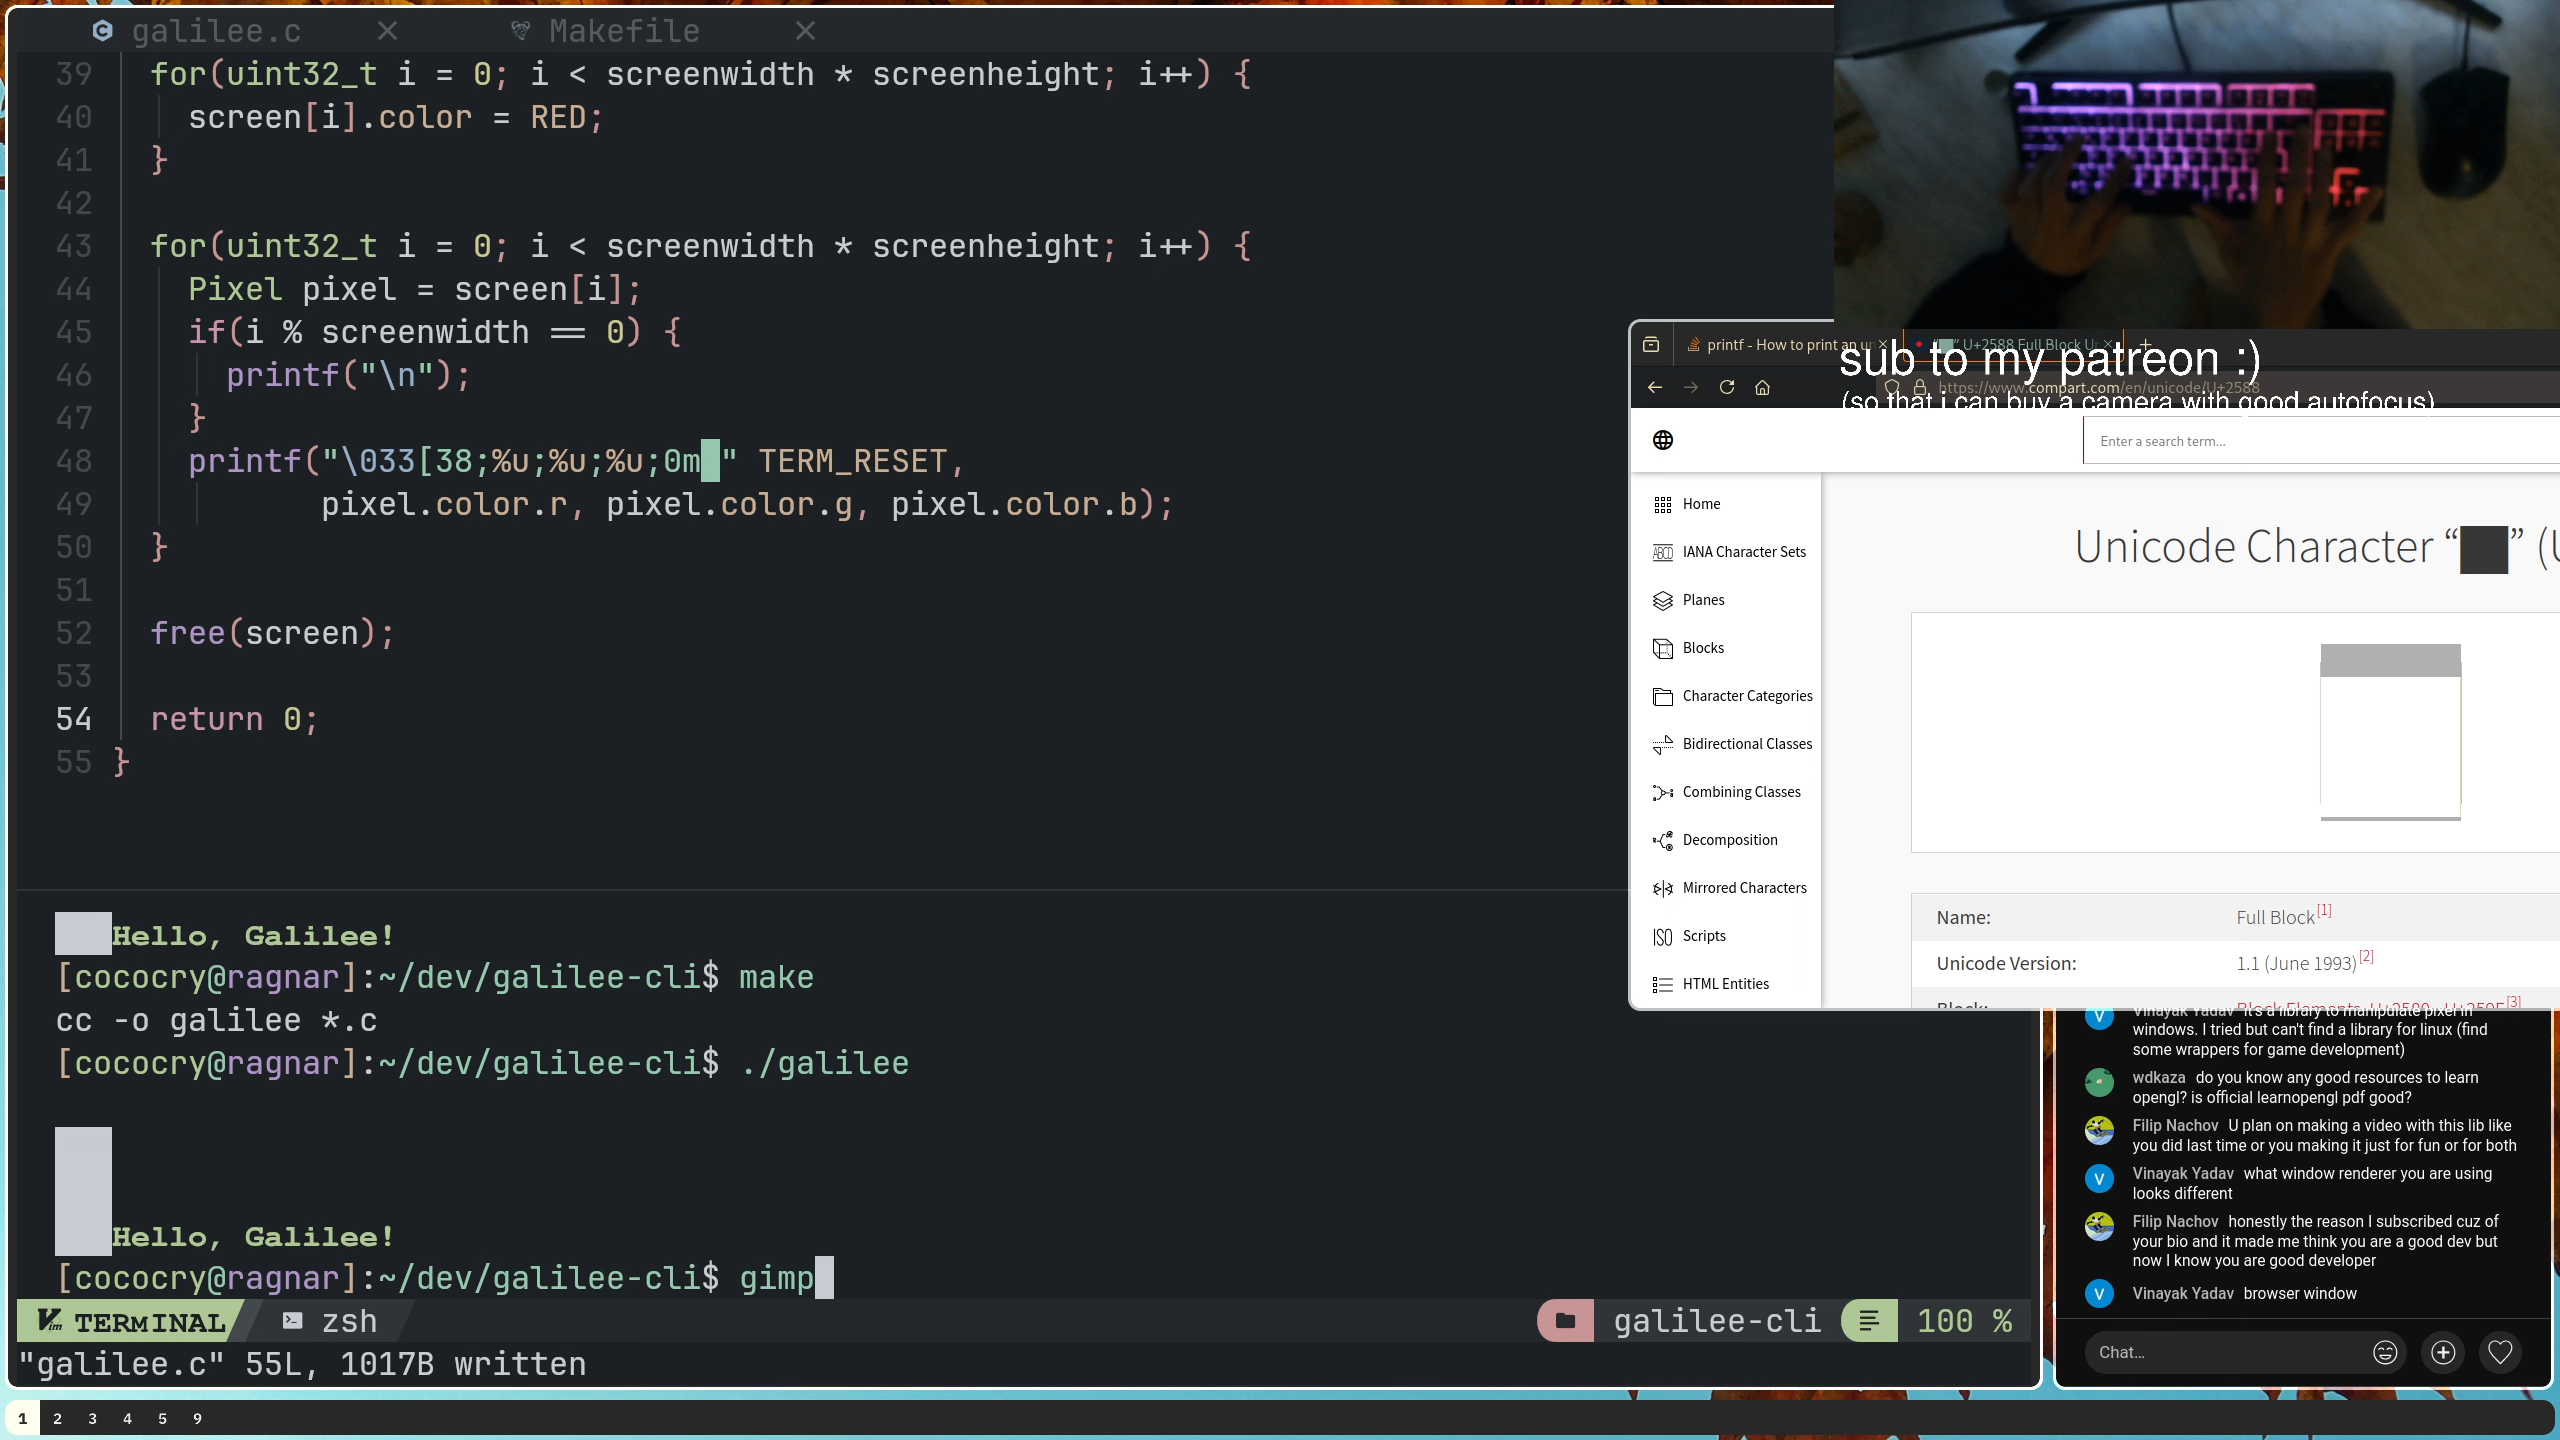 galilee.c
Makefile
39 for(uint32_t i = 0; i < screenwidth * screenheight; i++) {
40 screen[i].color = RED;
41 }
42
43 for(uint32_t i = 0; i < screenwidth * screenheight; i++) {
44 Pixel pixel = screen[i];
45 if(i % screenwidth == 0) {
46 printf("\n");
47 }
48 printf("\033[38;%u;%u;%u;0m█" TERM_RESET,
49 pixel.color.r, pixel.color.g, pixel.color.b);
50 }
51
52 free(screen);
53
54 return 0;
55 }
Hello, Galilee!
[cococry@ragnar]:~/dev/galilee-cli$ make
cc -o galilee *.c
[cococry@ragnar]:~/dev/galilee-cli$ ./galilee
Hello, Galilee!
[cococry@ragnar]:~/dev/galilee-cli$ gimp
TERMINAL
zsh
galilee-cli
100 %
"galilee.c" 55L, 1017B written
1 2 3 4 5 9
printf - How to print an
"█" U+2588 Full Block
sub to my patreon :)
https://www.compart.com/en/unicode/U+2588
(so that i can buy a camera with good autofocus)
Enter a search term...
Home
IANA Character Sets
Planes
Blocks
Character Categories
Bidirectional Classes
Combining Classes
Decomposition
Mirrored Characters
Scripts
HTML Entities
Unicode Character “█” (U
Name: Full Block[1]
Unicode Version: 1.1 (June 1993)[2]
Block: Block Elements, U+2580 - U+259F[3]
V Vinayak Yadav it's a library to manipulate pixel in
windows. I tried but can't find a library for linux (find
some wrappers for game development)
wdkaza do you know any good resources to learn
opengl? is official learnopengl pdf good?
Filip Nachov U plan on making a video with this lib like
you did last time or you making it just for fun or for both
V Vinayak Yadav what window renderer you are using
looks different
Filip Nachov honestly the reason I subscribed cuz of
your bio and it made me think you are a good dev but
now I know you are good developer
V Vinayak Yadav browser window
Chat...